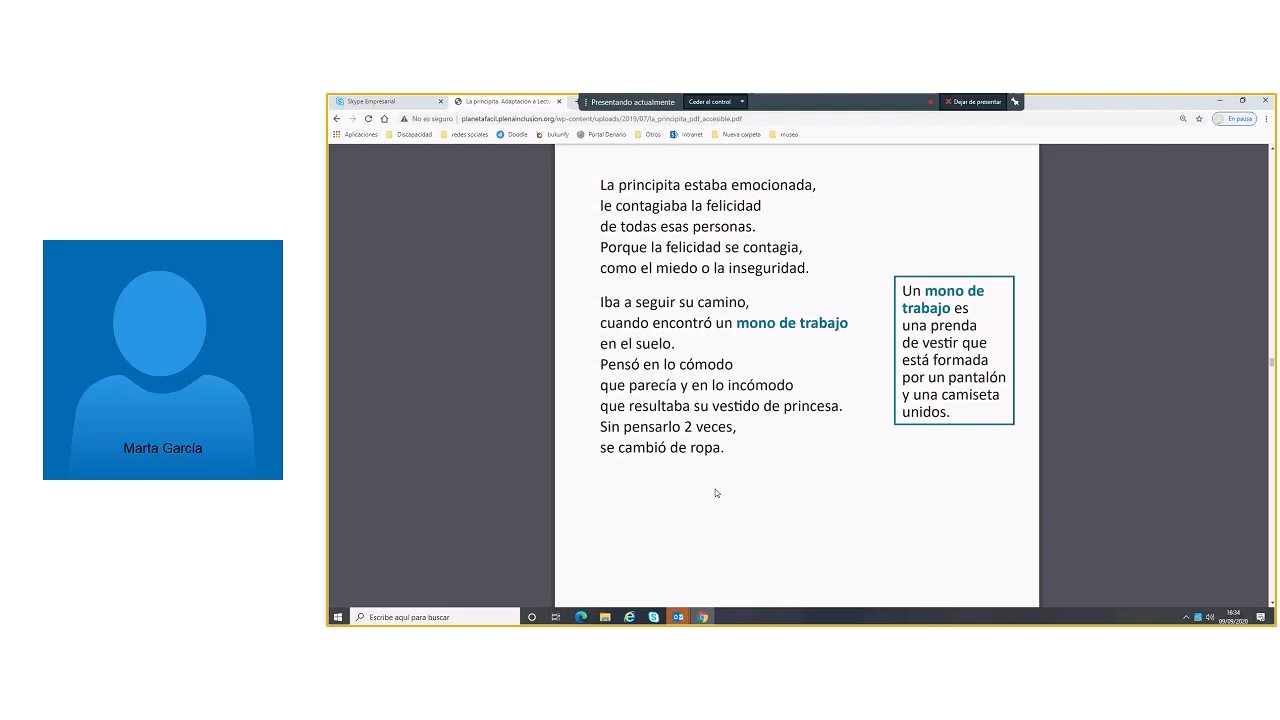 Skype Empresarial
La principita. Adaptación a Lectu
Presentando actualmente
Ceder el control
Dejar de presentar
No es seguro
planetafacil.plenainclusion.org/wp-content/uploads/2019/07/la_principita_pdf_accesible.pdf
En pausa
Aplicaciones
Discapacidad
redes sociales
Doodle
bukunfy
Portal Denario
Otros
intranet
Nueva carpeta
museo
La principita estaba emocionada,
le contagiaba la felicidad
de todas esas personas.
Porque la felicidad se contagia,
como el miedo o la inseguridad.
Iba a seguir su camino,
cuando encontró un mono de trabajo
en el suelo.
Pensó en lo cómodo
que parecía y en lo incómodo
que resultaba su vestido de princesa.
Sin pensarlo 2 veces,
se cambió de ropa.
Un mono de
trabajo es
una prenda
de vestir que
está formada
por un pantalón
y una camiseta
unidos.
Marta García
Escribe aquí para buscar
18:34
09/09/2020